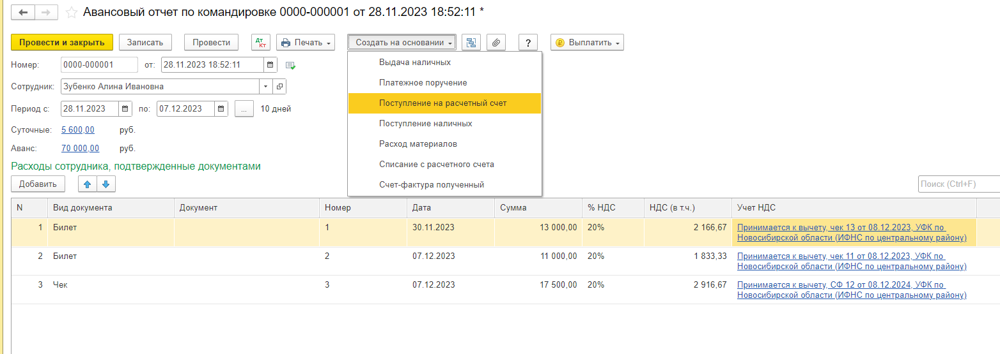 Авансовый отчет по командировке 0000-000001 от 28.11.2023 18:52:11 *
Провести и закрыть Записать Провести Дт Кт Печать Создать на основании ? Выплатить
Номер: 0000-000001 от: 28.11.2023 18:52:11
Сотрудник: Зубенко Алина Ивановна
Период с: 28.11.2023 по: 07.12.2023 ... 10 дней
Суточные: 5 600,00 руб.
Аванс: 70 000,00 руб.
Выдача наличных
Платежное поручение
Поступление на расчетный счет
Поступление наличных
Расход материалов
Списание с расчетного счета
Счет-фактура полученный
Расходы сотрудника, подтвержденные документами
Добавить Поиск (Ctrl+F)
N Вид документа Документ Номер Дата Сумма % НДС НДС (в т.ч.) Учет НДС
1 Билет 1 30.11.2023 13 000,00 20% 2 166,67 Принимается к вычету, чек 13 от 08.12.2023, УФК по
Новосибирской области (ИФНС по центральному району)
2 Билет 2 07.12.2023 11 000,00 20% 1 833,33 Принимается к вычету, чек 11 от 08.12.2023, УФК по
Новосибирской области (ИФНС по центральному району)
3 Чек 3 07.12.2023 17 500,00 20% 2 916,67 Принимается к вычету, СФ 12 от 08.12.2024, УФК по
Новосибирской области (ИФНС по центральному району)